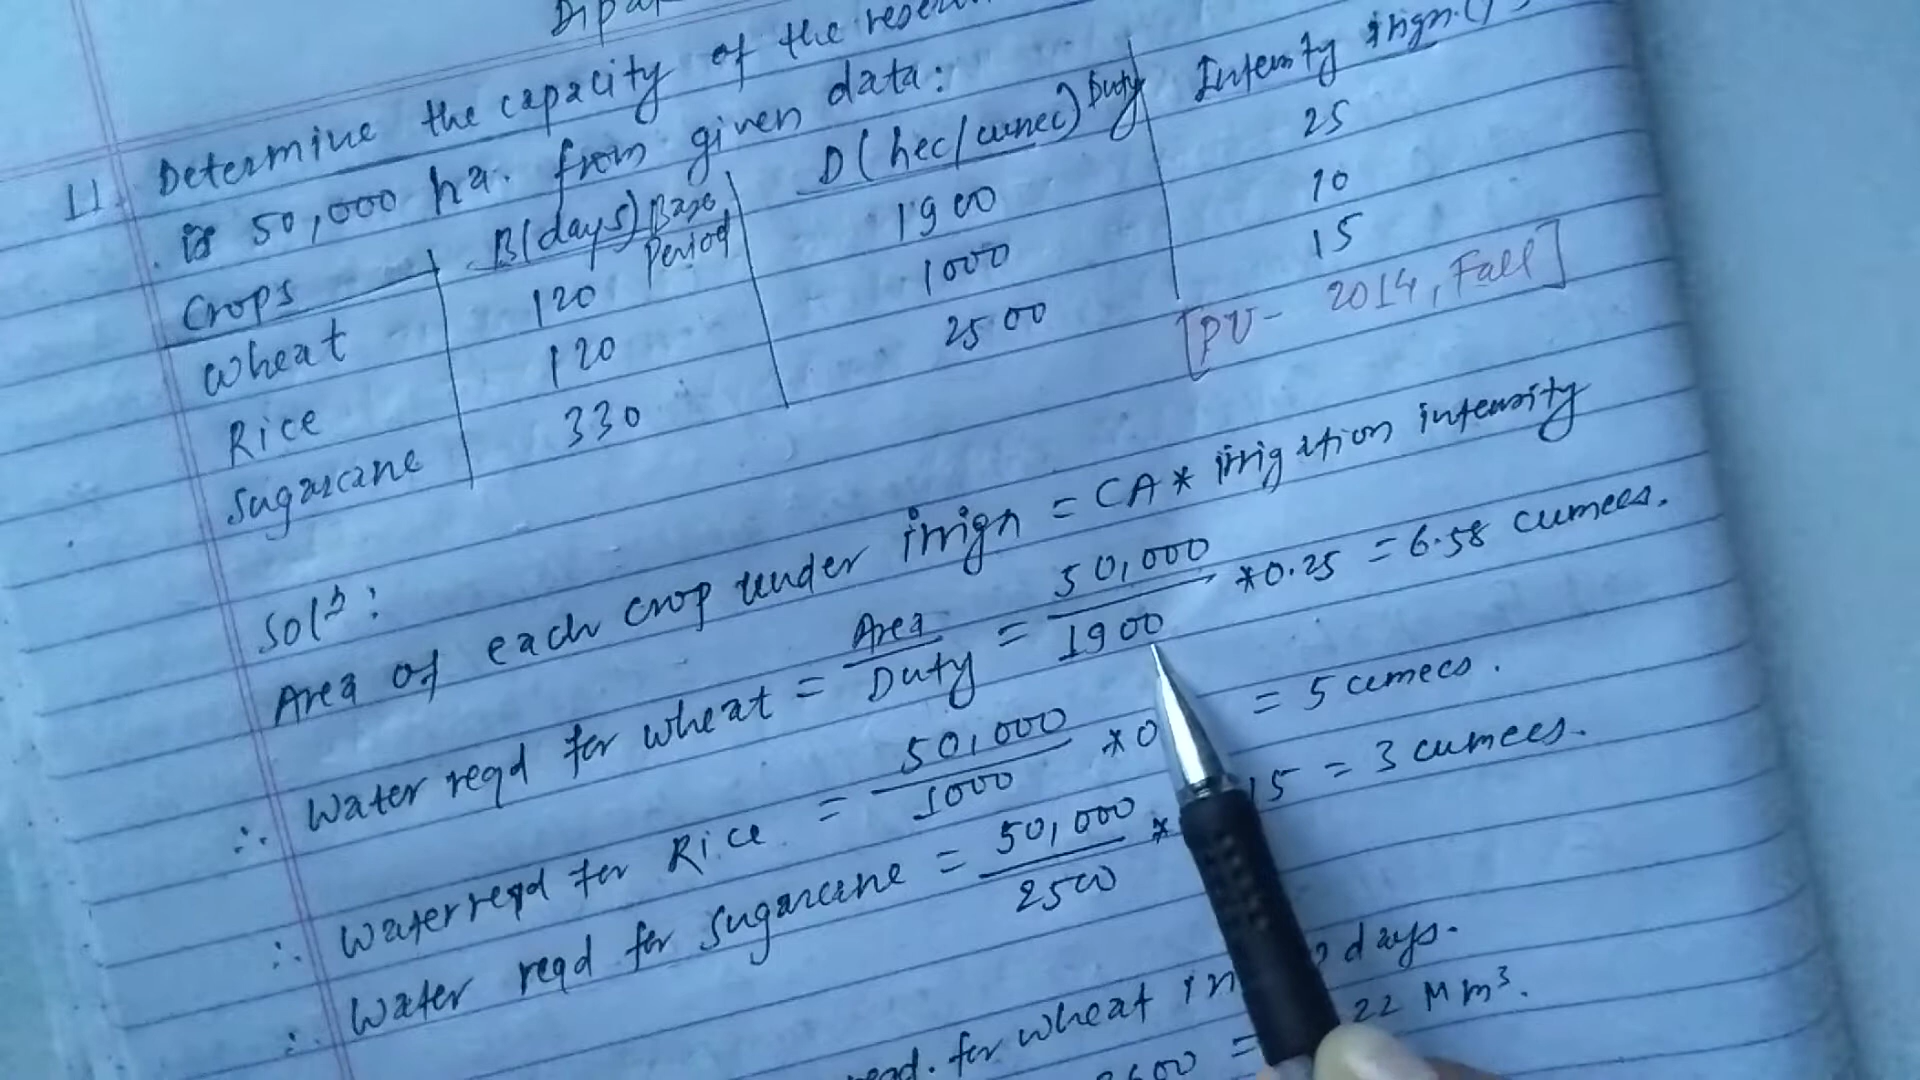 11. Determine the capacity of the
is 50,000 ha. from given data:
Crops B(days) Base Period D(hec/cumec) Duty Intensity irign.
Wheat 120 1900 25
Rice 120 1000 10
Sugarcane 330 2500 15
[PU- 2014, Fall]
Soln:
Area of each crop under irrign = CA * irrigation intensity
∴ Water reqd for wheat = Area/Duty = 50,000/1900 *0.25 = 6.58 cumecs.
∴ Water reqd for Rice = 50,000/1000 *0 = 5 cumecs.
∴ Water reqd for sugarcane = 50,000/2500 * 15 = 3 cumecs.
for wheat in days.
= 22 Mm³.